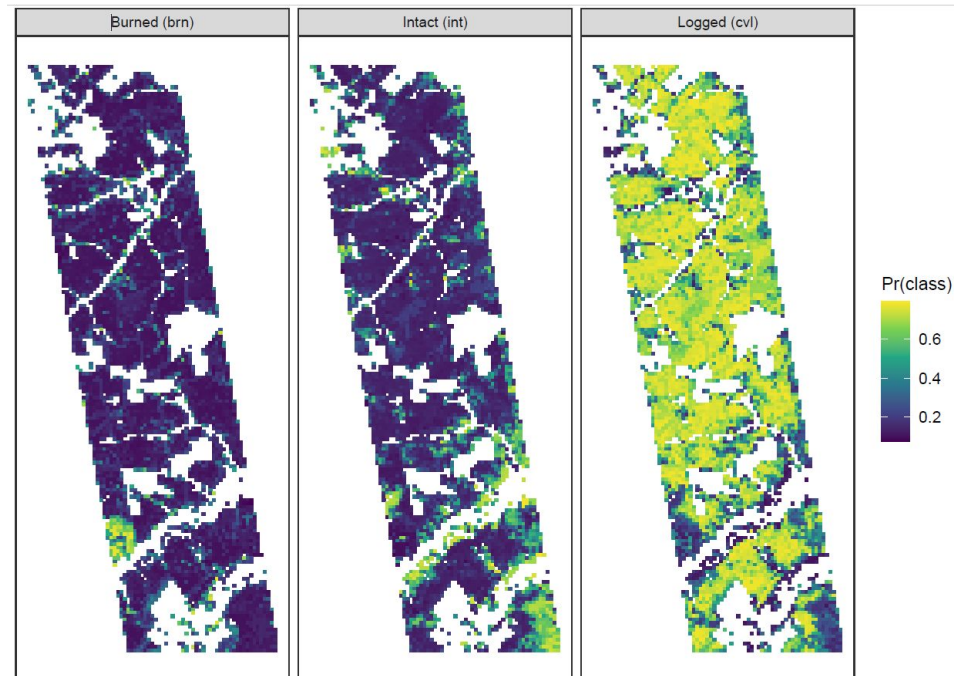 Burned (brn)
Intact (int)
Logged (cvl)
Pr(class)
0.6
0.4
0.2